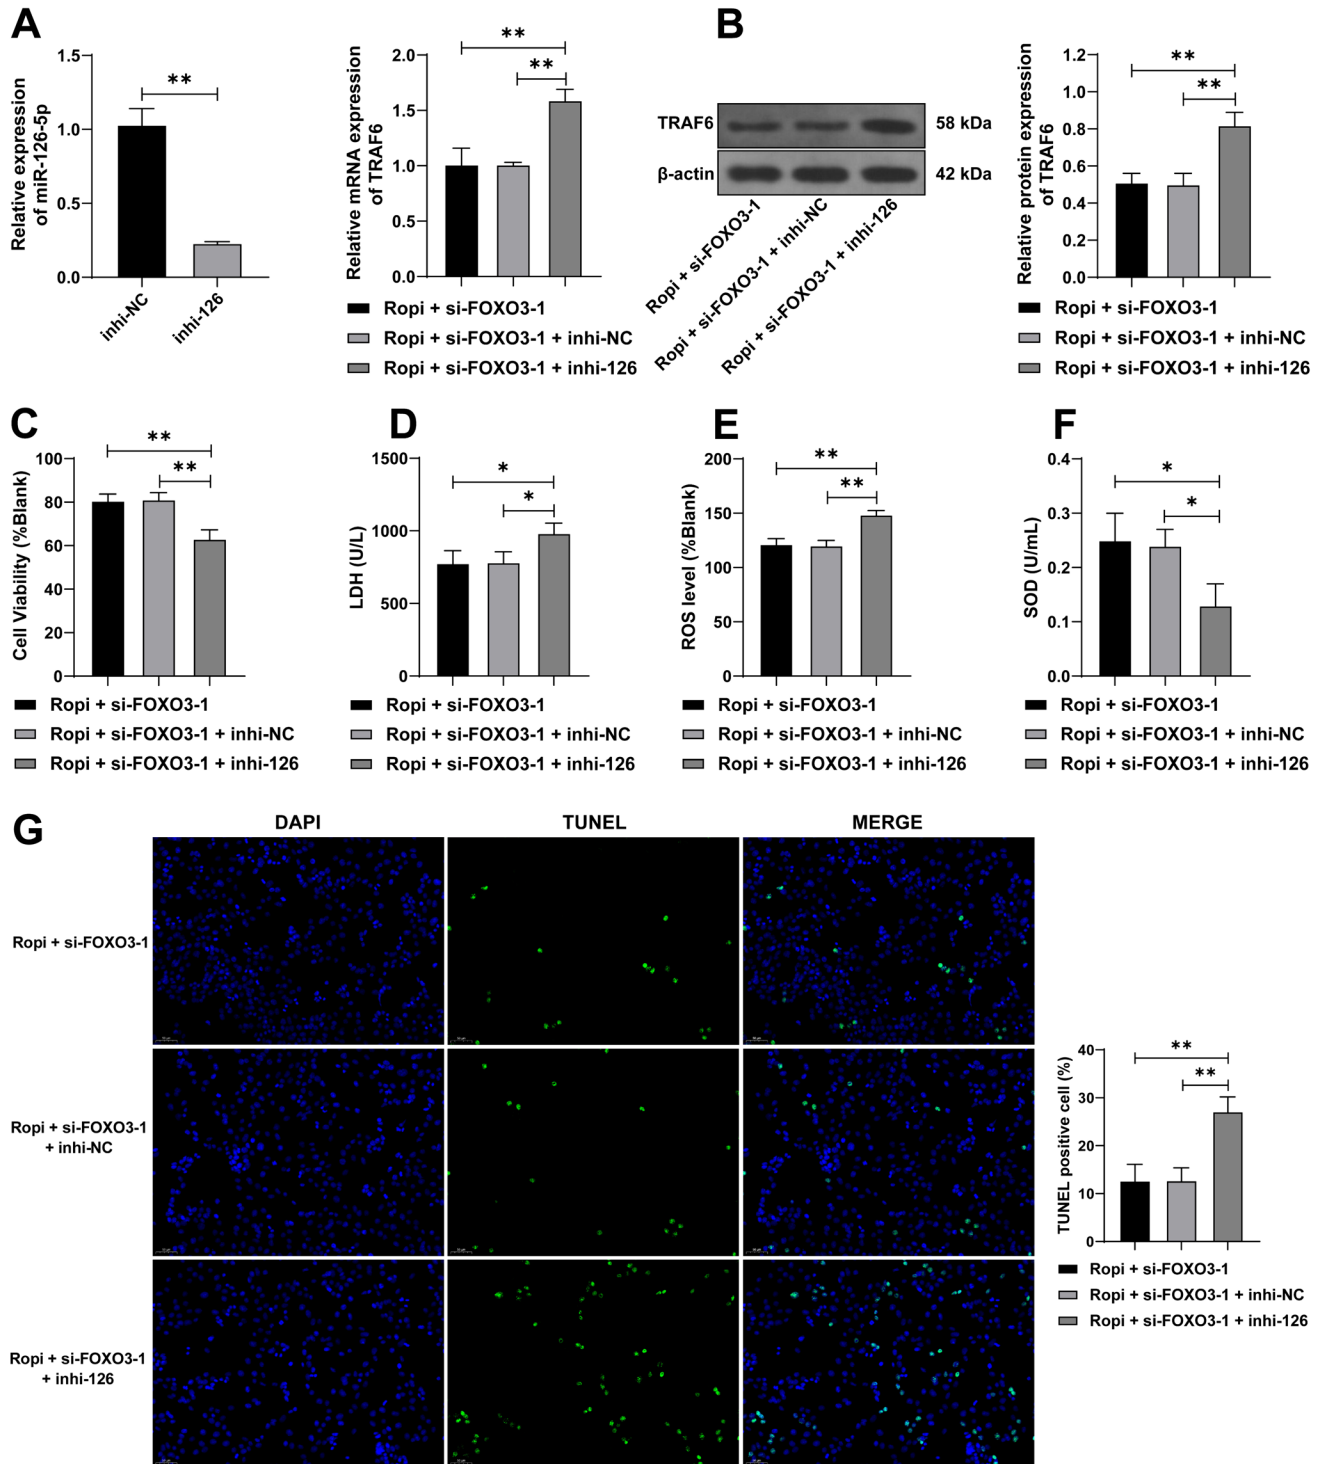 A
Relative expression
of miR-126-5p
1.5
1.0
0.5
0.0
**
inhi-NC
inhi-126
Relative mRNA expression
of TRAF6
2.0
1.5
1.0
0.5
0.0
**
**
Ropi + si-FOXO3-1
Ropi + si-FOXO3-1 + inhi-NC
Ropi + si-FOXO3-1 + inhi-126
B
TRAF6
58 kDa
β-actin
42 kDa
Ropi + si-FOXO3-1
Ropi + si-FOXO3-1 + inhi-NC
Ropi + si-FOXO3-1 + inhi-126
Relative protein expression
of TRAF6
1.2
1.0
0.8
0.6
0.4
0.2
0.0
**
**
Ropi + si-FOXO3-1
Ropi + si-FOXO3-1 + inhi-NC
Ropi + si-FOXO3-1 + inhi-126
C
Cell Viability (%Blank)
100
80
60
40
20
0
**
**
Ropi + si-FOXO3-1
Ropi + si-FOXO3-1 + inhi-NC
Ropi + si-FOXO3-1 + inhi-126
D
LDH (U/L)
1500
1000
500
0
*
*
Ropi + si-FOXO3-1
Ropi + si-FOXO3-1 + inhi-NC
Ropi + si-FOXO3-1 + inhi-126
E
ROS level (%Blank)
200
150
100
50
0
**
**
Ropi + si-FOXO3-1
Ropi + si-FOXO3-1 + inhi-NC
Ropi + si-FOXO3-1 + inhi-126
F
SOD (U/mL)
0.4
0.3
0.2
0.1
0.0
*
*
Ropi + si-FOXO3-1
Ropi + si-FOXO3-1 + inhi-NC
Ropi + si-FOXO3-1 + inhi-126
G
DAPI
TUNEL
MERGE
Ropi + si-FOXO3-1
Ropi + si-FOXO3-1
+ inhi-NC
Ropi + si-FOXO3-1
+ inhi-126
TUNEL positive cell (%)
40
30
20
10
0
**
**
Ropi + si-FOXO3-1
Ropi + si-FOXO3-1 + inhi-NC
Ropi + si-FOXO3-1 + inhi-126